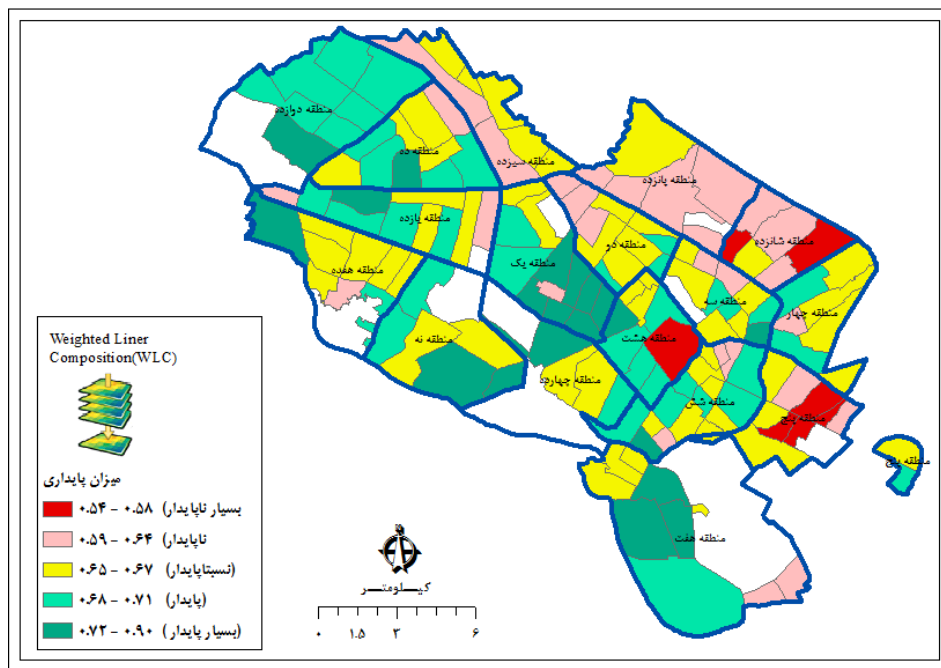 منطقه دوازده
منطقه ده
منطقه سیزده
منطقه پانزده
منطقه یازده
منطقه دو
منطقه شانزده
منطقه یک
منطقه هفده
منطقه سه
منطقه چهار
منطقه هشت
منطقه نه
منطقه چهارده
منطقه شش
منطقه پنج
منطقه پنج
منطقه هفت
Weighted Liner
Composition(WLC)
میزان پایداری
۰.۵۴ - ۰.۵۸ (بسیار ناپایدار
۰.۵۹ - ۰.۶۴ (ناپایدار
۰.۶۵ - ۰.۶۷ (نسبتاپایدار)
۰.۶۸ - ۰.۷۱ (پایدار)
۰.۷۲ - ۰.۹۰ (بسیار پایدار)
کیلومتر
۰ ۱.۵ ۳ ۶